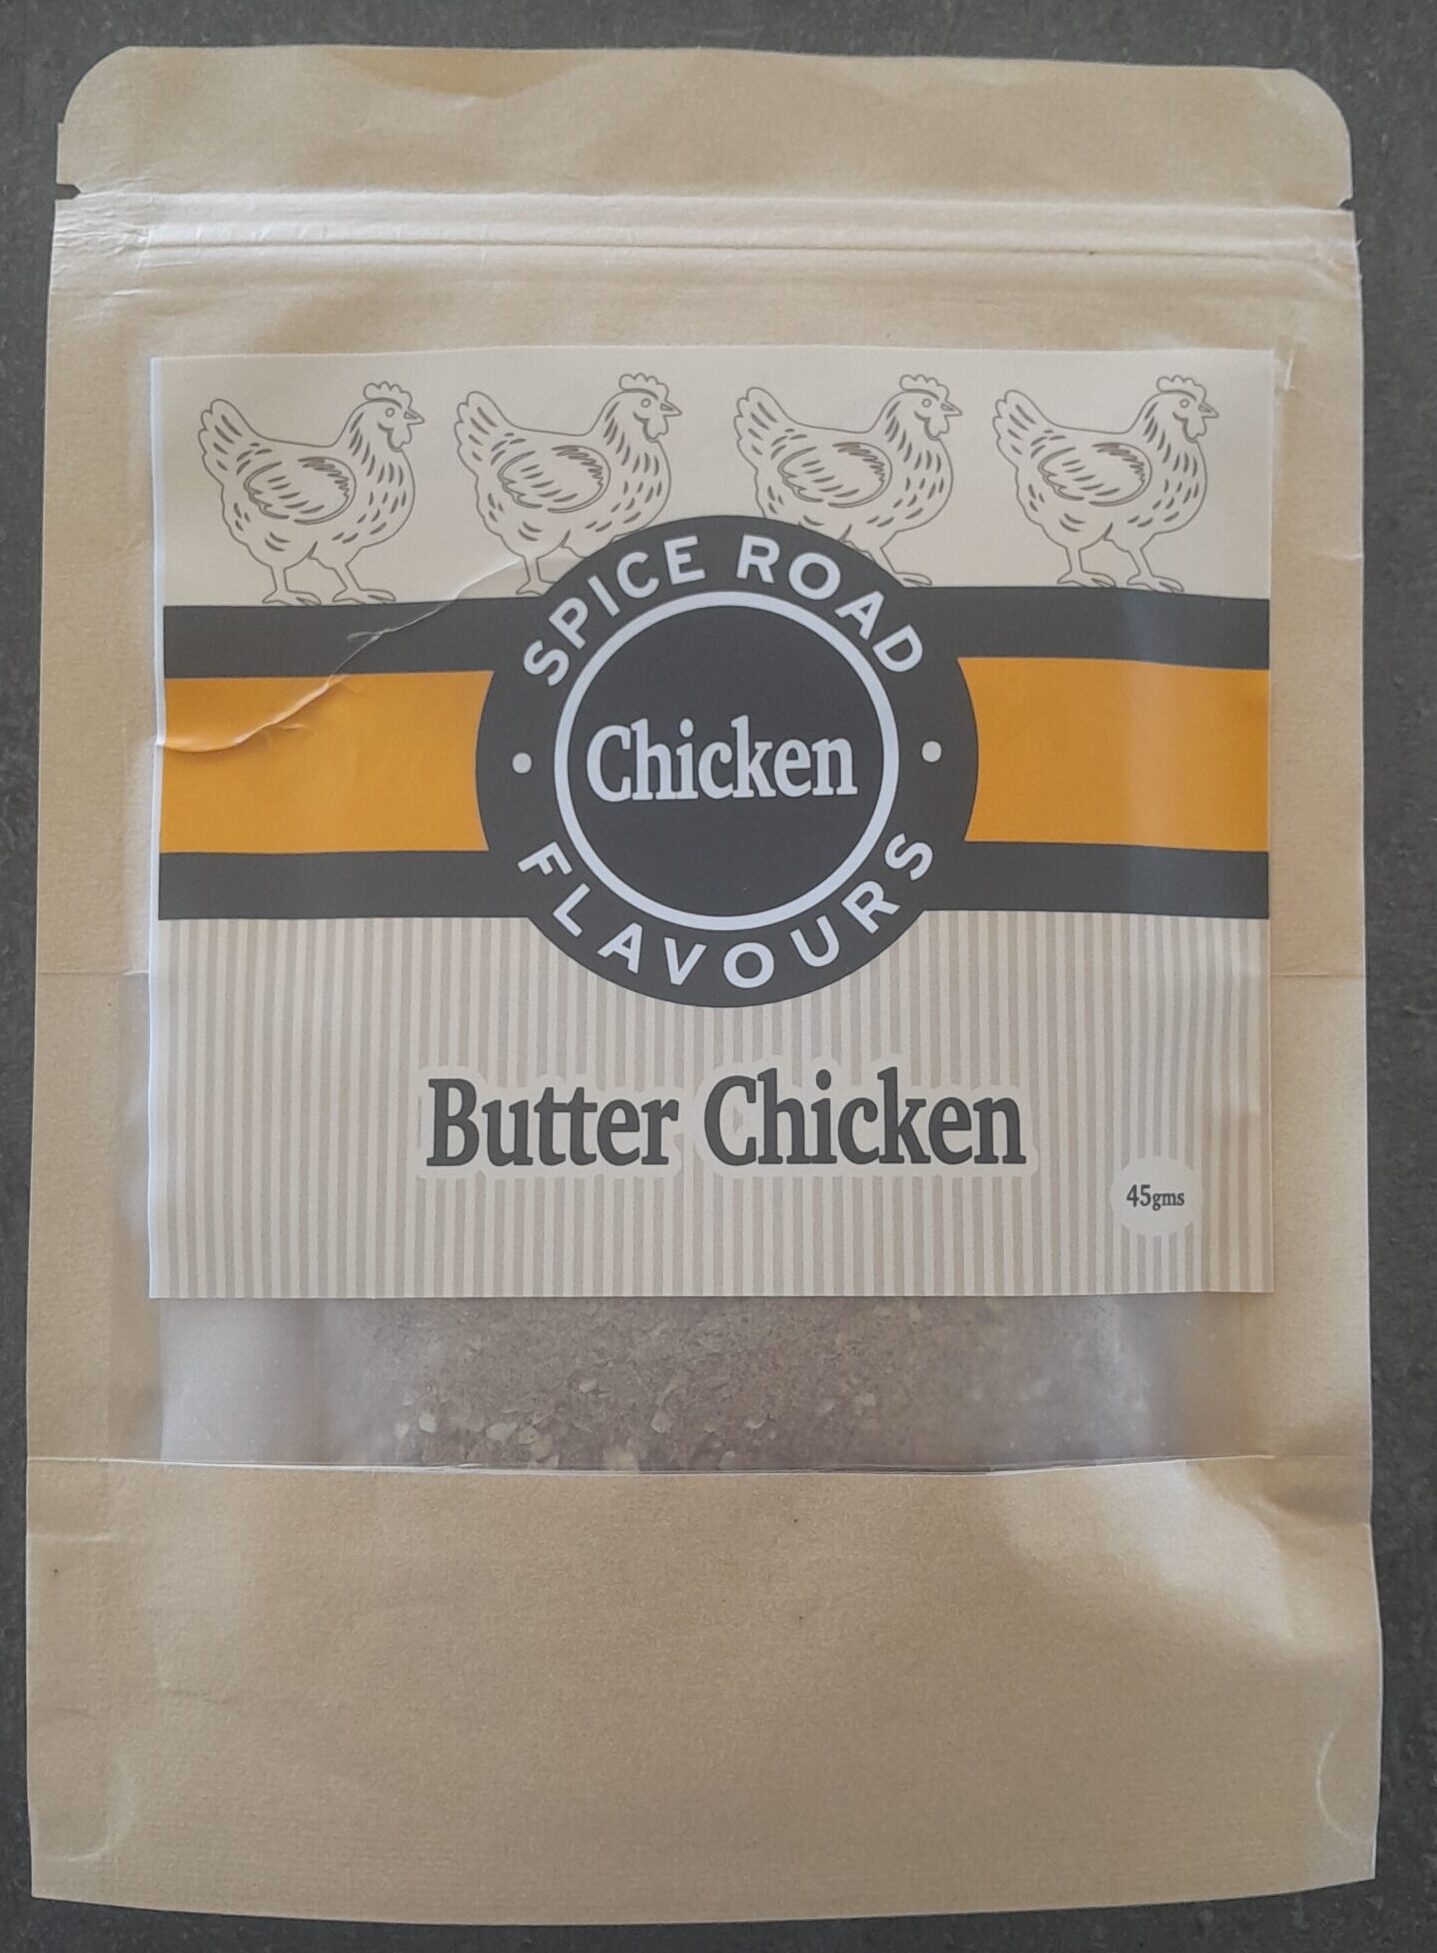 SPICE ROAD
Chicken
FLAVOURS
Butter Chicken
45gms